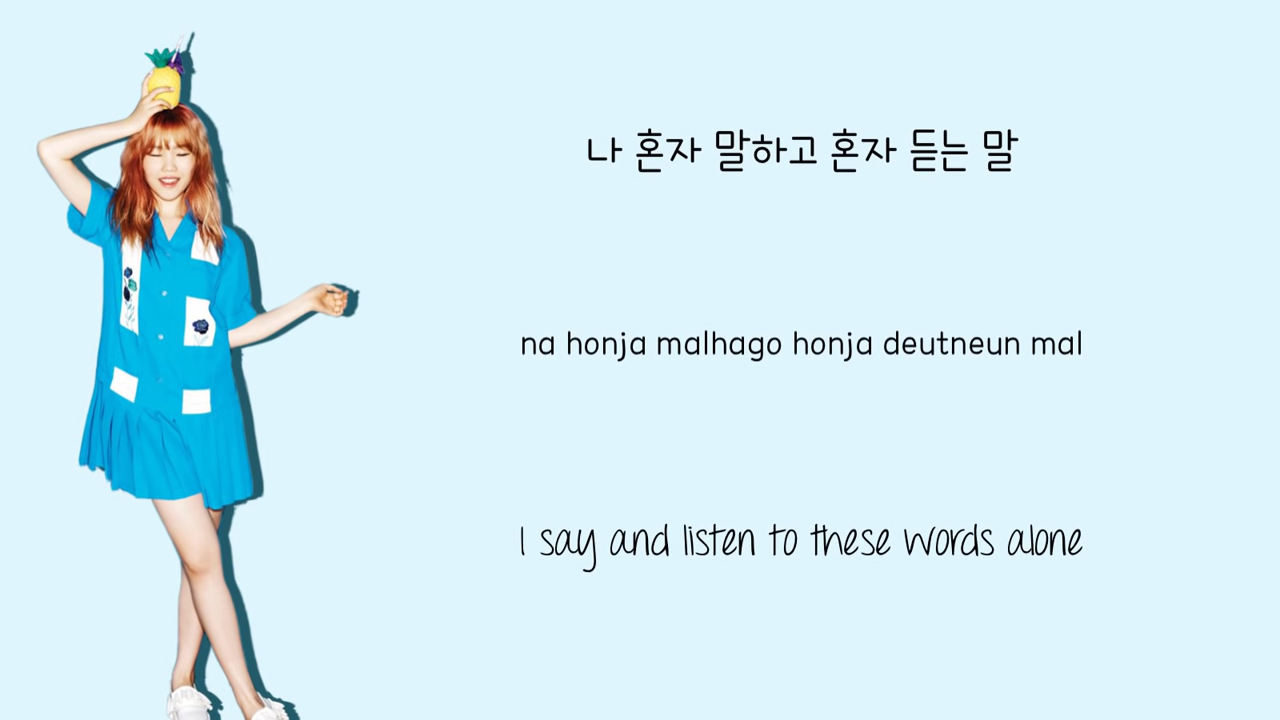 나 혼자 말하고 혼자 듣는 말
na honja malhago honja deutneun mal
I say and listen to these words alone